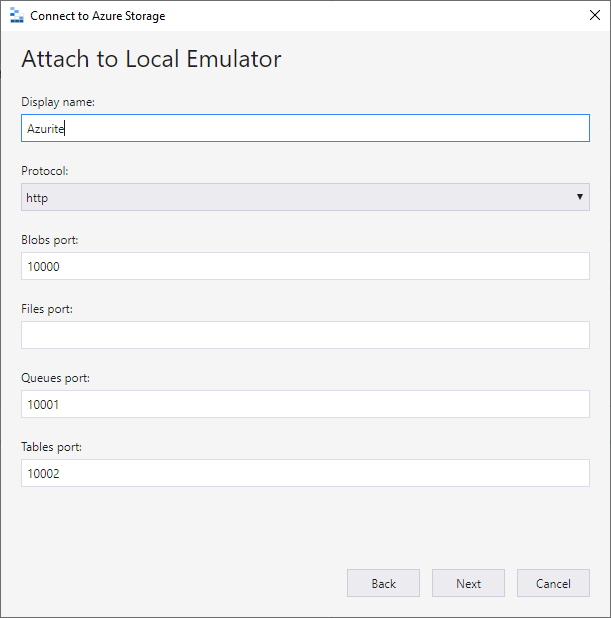 Connect to Azure Storage
Attach to Local Emulator
Display name:
Azurite
Protocol:
http
Blobs port:
10000
Files port:
Queues port:
10001
Tables port:
10002
Back Next Cancel